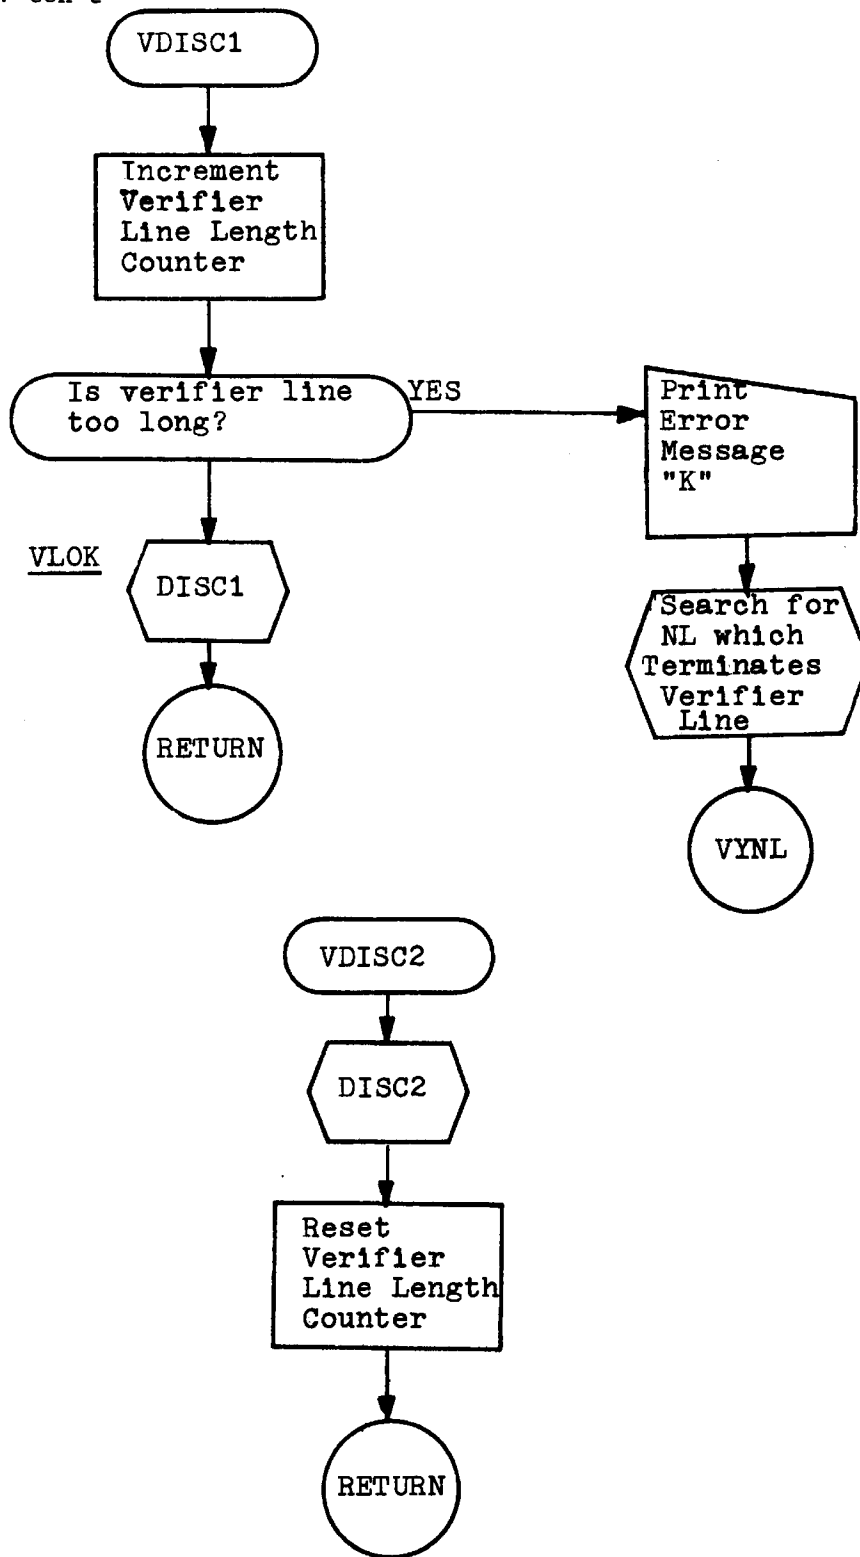 VDISC1
Increment
Verifier
Line Length
Counter
Is verifier line
too long?
YES
Print
Error
Message
"K"
VLOK
DISC1
Search for
NL which
Terminates
Verifier
Line
RETURN
VYNL
VDISC2
DISC2
Reset
Verifier
Line Length
Counter
RETURN